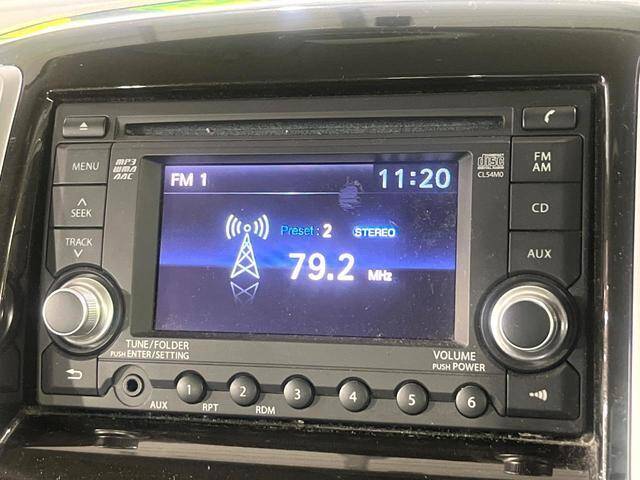 MENU
MP3
WMA
AAC
disc
CL54M0
FM
AM
SEEK
CD
TRACK
AUX
FM 1
11:20
Preset : 2 STEREO
79.2 MHz
TUNE/FOLDER
PUSH ENTER/SETTING
VOLUME
PUSH POWER
1 2 3 4 5 6
AUX RPT RDM